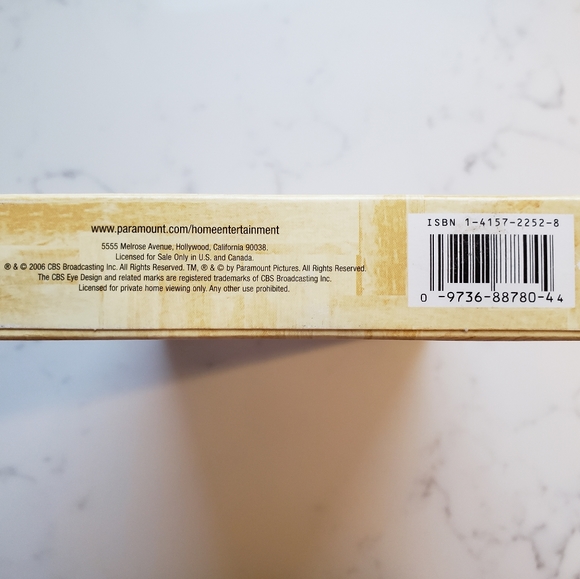 www.paramount.com/homeentertainment
5555 Melrose Avenue, Hollywood, California 90038.
Licensed for Sale Only in U.S. and Canada.
® & © 2006 CBS Broadcasting Inc. All Rights Reserved. TM, ® & © by Paramount Pictures. All Rights Reserved.
The CBS Eye Design and related marks are registered trademarks of CBS Broadcasting Inc.
Licensed for private home viewing only. Any other use prohibited.
ISBN 1-4157-2252-8
0 -9736-88780-4 4